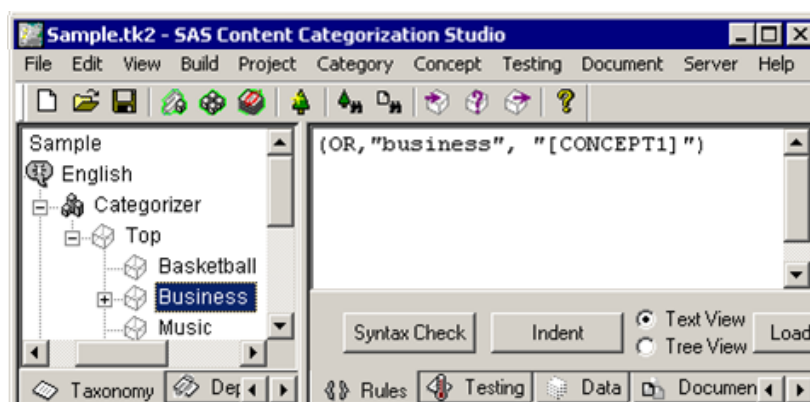 Sample.tk2 - SAS Content Categorization Studio
File Edit View Build Project Category Concept Testing Document Server Help
Sample
English
Categorizer
Top
Basketball
Business
Music
(OR,"business", "[CONCEPT1]")
Syntax Check Indent Text View Tree View Load
Taxonomy Rules Testing Data